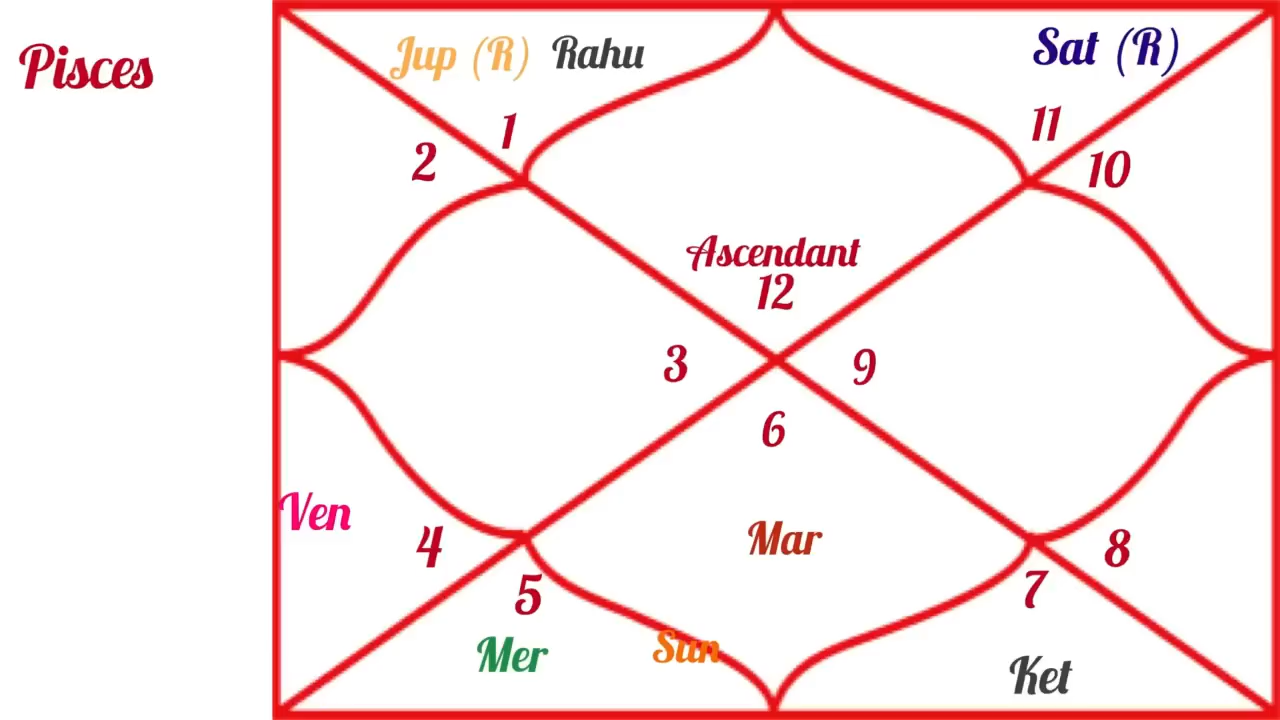 Pisces
Jup (R) Rahu
Sat (R)
1
11
2
10
Ascendant
12
3
9
6
Ven
4
Mar
8
5
7
Mer
Sun
Ket